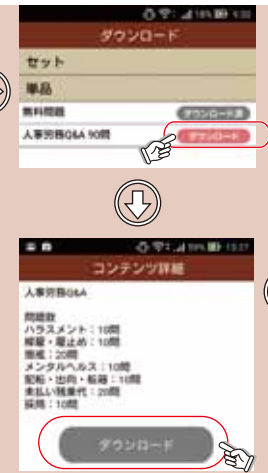 ダウンロード
セット
単品
無料問題 ダウンロード済
人事労務Q&A 90問 ダウンロード
コンテンツ詳細
人事労務Q&A
問題数
ハラスメント：10問
解雇・雇止め：10問
懲戒：20問
メンタルヘルス：10問
配転・出向・転籍：10問
未払い残業代：20問
採用：10問
ダウンロード